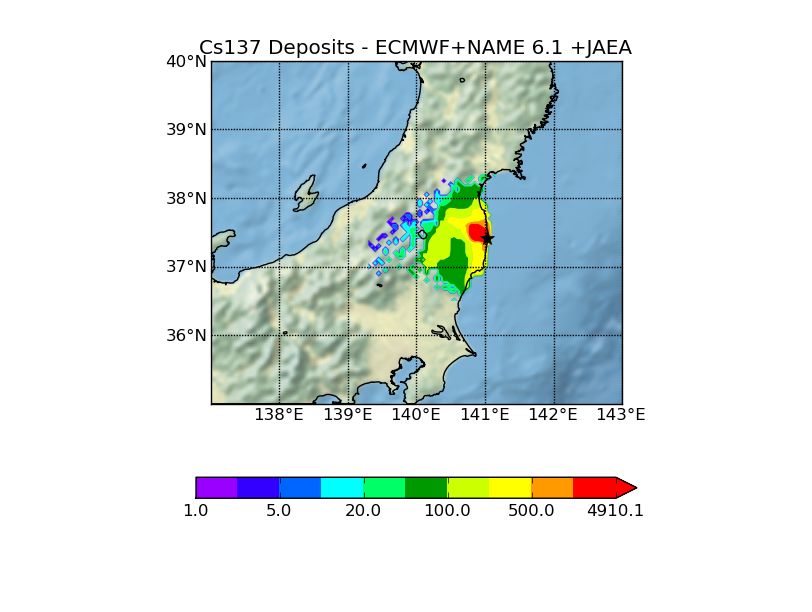 Cs137 Deposits - ECMWF+NAME 6.1 +JAEA
40°N
39°N
38°N
37°N
36°N
138°E 139°E 140°E 141°E 142°E 143°E
1.0 5.0 20.0 100.0 500.0 4910.1